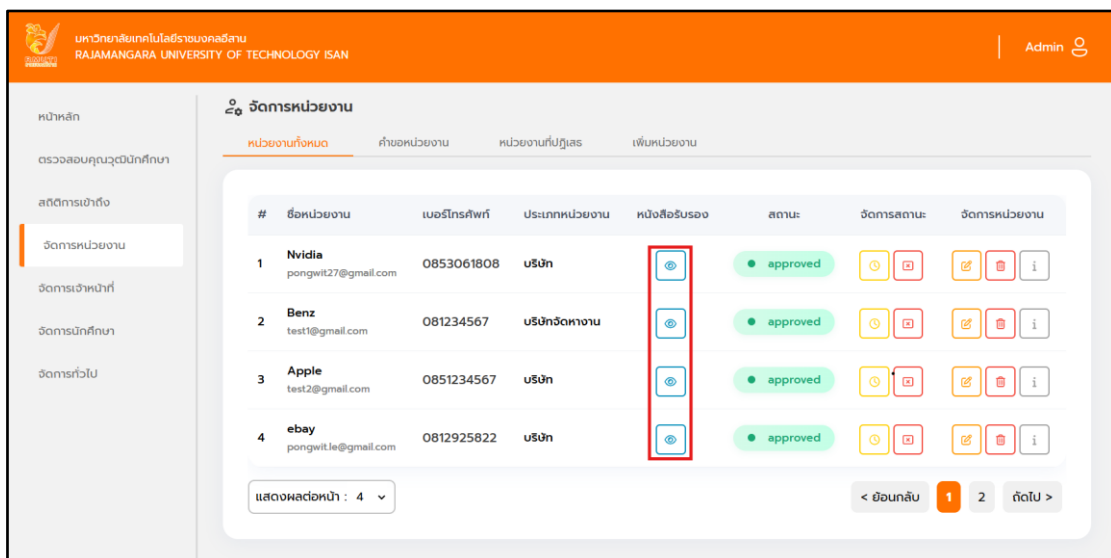 มหาวิทยาลัยเทคโนโลยีราชมงคลอีสาน
RAJAMANGARA UNIVERSITY OF TECHNOLOGY ISAN
Admin
หน้าหลัก
ตรวจสอบคุณวุฒินักศึกษา
สถิติการเข้าถึง
จัดการหน่วยงาน
จัดการเจ้าหน้าที่
จัดการนักศึกษา
จัดการทั่วไป
จัดการหน่วยงาน
หน่วยงานทั้งหมด คำขอหน่วยงาน หน่วยงานที่ปฏิเสธ เพิ่มหน่วยงาน
# ชื่อหน่วยงาน เบอร์โทรศัพท์ ประเภทหน่วยงาน หนังสือรับรอง สถานะ จัดการสถานะ จัดการหน่วยงาน
1 Nvidia 0853061808 บริษัท approved
pongwit27@gmail.com
2 Benz 081234567 บริษัทจัดหางาน approved
test1@gmail.com
3 Apple 0851234567 บริษัท approved
test2@gmail.com
4 ebay 0812925822 บริษัท approved
pongwit.le@gmail.com
แสดงผลต่อหน้า : 4
< ย้อนกลับ 1 2 ถัดไป >